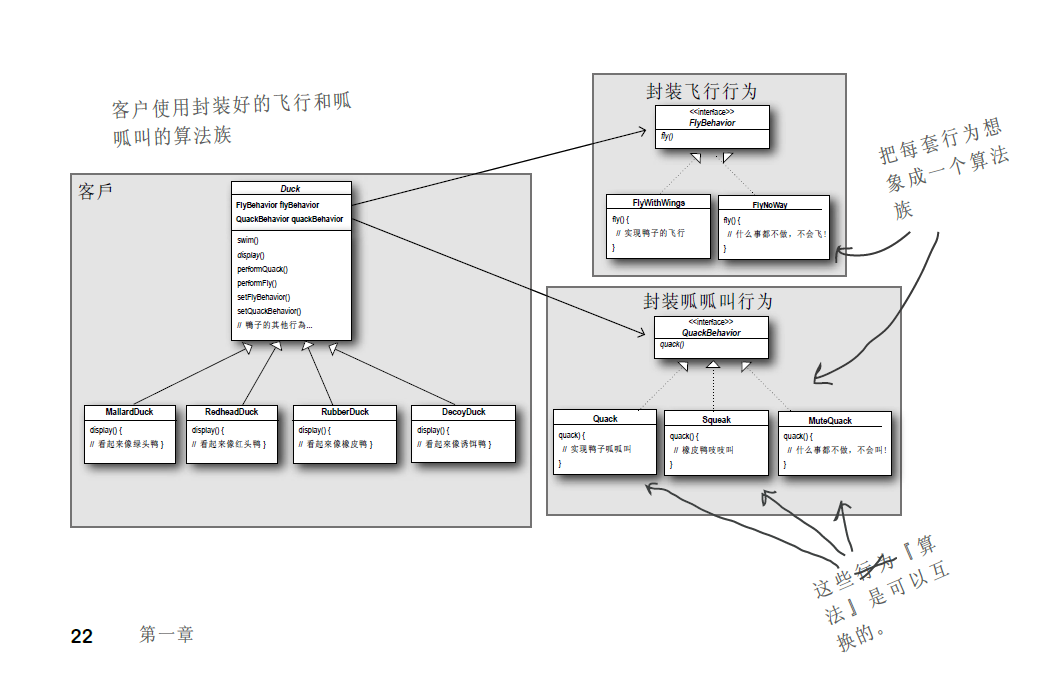 客户使用封装好的飞行和呱
呱叫的算法族
客戶
Duck
FlyBehavior flyBehavior
QuackBehavior quackBehavior
swim()
display()
performQuack()
performFly()
setFlyBehavior()
setQuackBehavior()
// 鸭子的其他行為...
MallardDuck
display() {
// 看起来像绿头鸭 }
RedheadDuck
display() {
// 看起来像红头鸭 }
RubberDuck
display() {
// 看起来像橡皮鸭 }
DecoyDuck
display() {
// 看起来像诱饵鸭 }
封装飞行行为
<<interface>>
FlyBehavior
fly()
FlyWithWings
fly() {
// 实现鸭子的飞行
}
FlyNoWay
fly() {
// 什么事都不做，不会飞！
}
把每套行为想
象成一个算法
族
封装呱呱叫行为
<<interface>>
QuackBehavior
quack()
Quack
quack) {
// 实现鸭子呱呱叫
}
Squeak
quack() {
// 橡皮鸭吱吱叫
}
MuteQuack
quack() {
// 什么事都不做，不会叫！
}
这些行为『算
法』是可以互
换的。
22 第一章